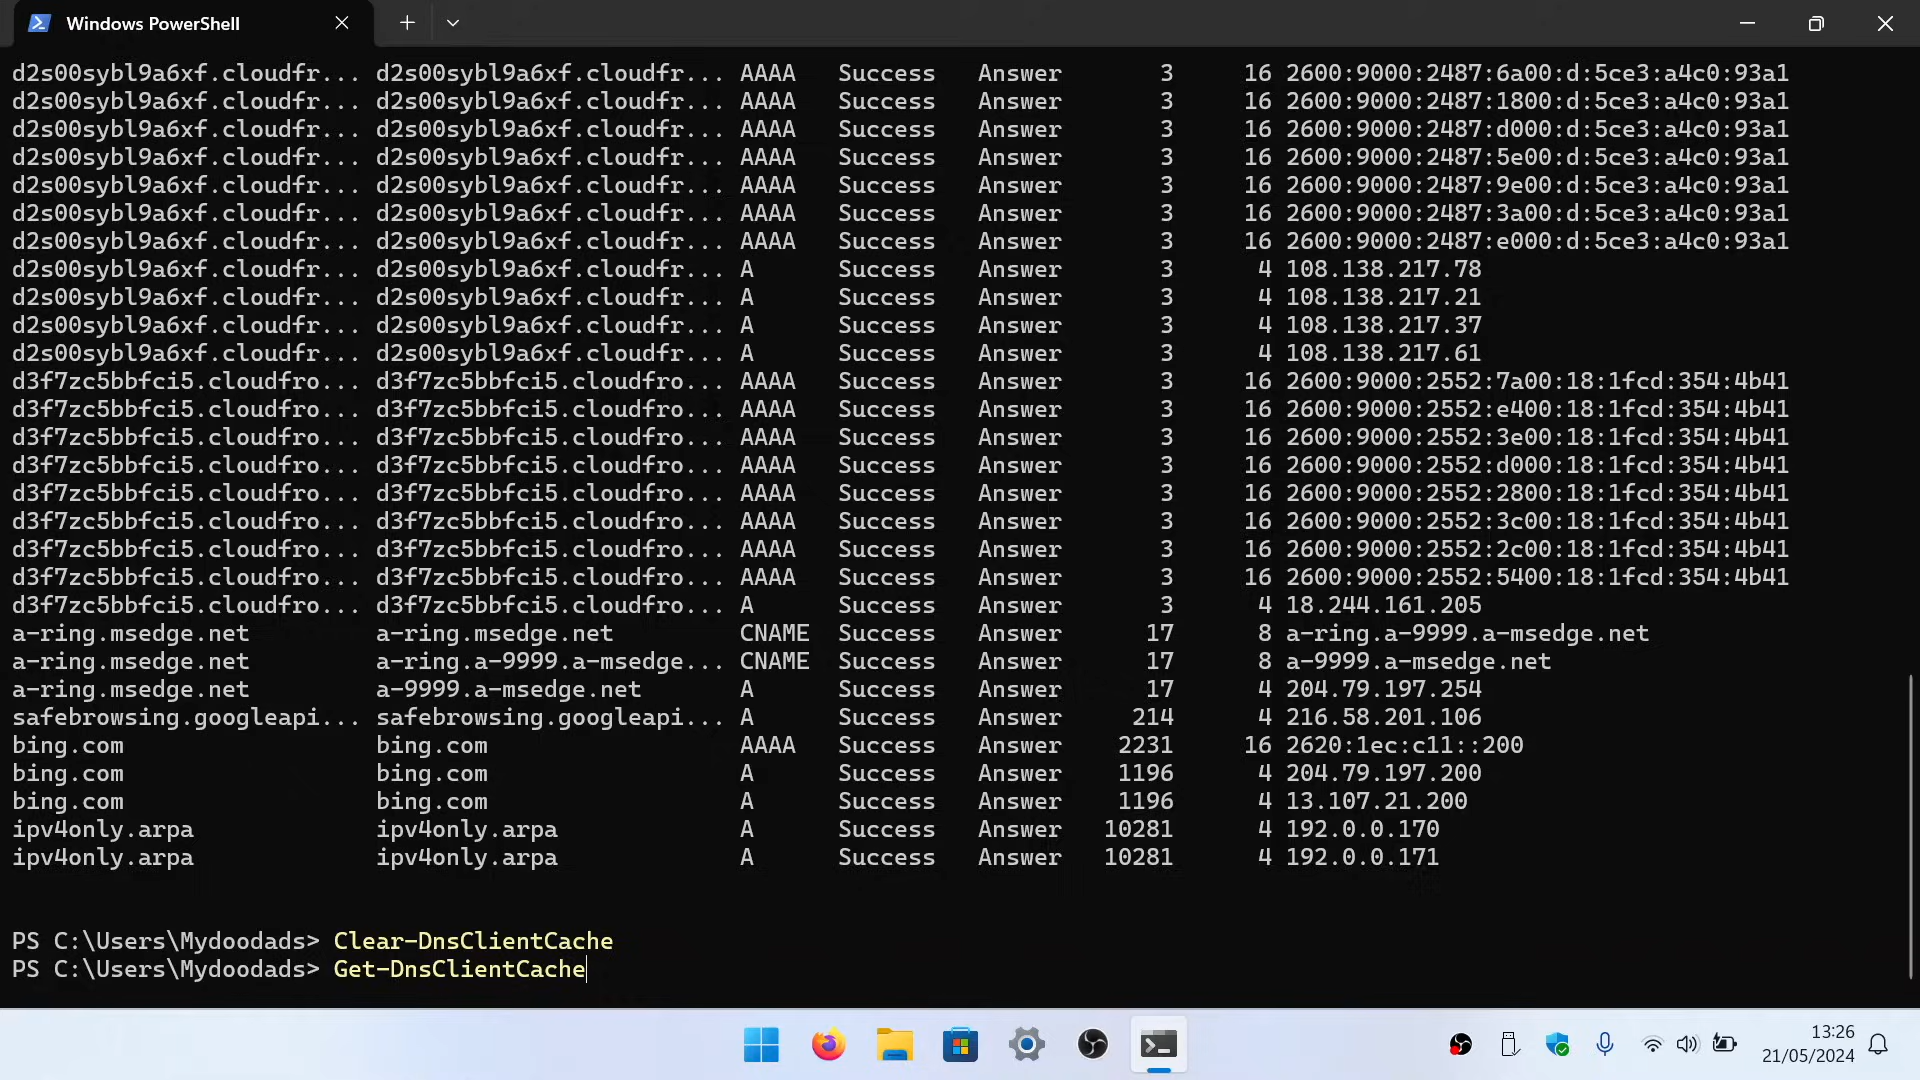 Windows PowerShell
d2s00sybl9a6xf.cloudfr... d2s00sybl9a6xf.cloudfr... AAAA Success Answer 3 16 2600:9000:2487:6a00:d:5ce3:a4c0:93a1
d2s00sybl9a6xf.cloudfr... d2s00sybl9a6xf.cloudfr... AAAA Success Answer 3 16 2600:9000:2487:1800:d:5ce3:a4c0:93a1
d2s00sybl9a6xf.cloudfr... d2s00sybl9a6xf.cloudfr... AAAA Success Answer 3 16 2600:9000:2487:d000:d:5ce3:a4c0:93a1
d2s00sybl9a6xf.cloudfr... d2s00sybl9a6xf.cloudfr... AAAA Success Answer 3 16 2600:9000:2487:5e00:d:5ce3:a4c0:93a1
d2s00sybl9a6xf.cloudfr... d2s00sybl9a6xf.cloudfr... AAAA Success Answer 3 16 2600:9000:2487:9e00:d:5ce3:a4c0:93a1
d2s00sybl9a6xf.cloudfr... d2s00sybl9a6xf.cloudfr... AAAA Success Answer 3 16 2600:9000:2487:3a00:d:5ce3:a4c0:93a1
d2s00sybl9a6xf.cloudfr... d2s00sybl9a6xf.cloudfr... AAAA Success Answer 3 16 2600:9000:2487:e000:d:5ce3:a4c0:93a1
d2s00sybl9a6xf.cloudfr... d2s00sybl9a6xf.cloudfr... A Success Answer 3 4 108.138.217.78
d2s00sybl9a6xf.cloudfr... d2s00sybl9a6xf.cloudfr... A Success Answer 3 4 108.138.217.21
d2s00sybl9a6xf.cloudfr... d2s00sybl9a6xf.cloudfr... A Success Answer 3 4 108.138.217.37
d2s00sybl9a6xf.cloudfr... d2s00sybl9a6xf.cloudfr... A Success Answer 3 4 108.138.217.61
d3f7zc5bbfci5.cloudfro... d3f7zc5bbfci5.cloudfro... AAAA Success Answer 3 16 2600:9000:2552:7a00:18:1fcd:354:4b41
d3f7zc5bbfci5.cloudfro... d3f7zc5bbfci5.cloudfro... AAAA Success Answer 3 16 2600:9000:2552:e400:18:1fcd:354:4b41
d3f7zc5bbfci5.cloudfro... d3f7zc5bbfci5.cloudfro... AAAA Success Answer 3 16 2600:9000:2552:3e00:18:1fcd:354:4b41
d3f7zc5bbfci5.cloudfro... d3f7zc5bbfci5.cloudfro... AAAA Success Answer 3 16 2600:9000:2552:d000:18:1fcd:354:4b41
d3f7zc5bbfci5.cloudfro... d3f7zc5bbfci5.cloudfro... AAAA Success Answer 3 16 2600:9000:2552:2800:18:1fcd:354:4b41
d3f7zc5bbfci5.cloudfro... d3f7zc5bbfci5.cloudfro... AAAA Success Answer 3 16 2600:9000:2552:3c00:18:1fcd:354:4b41
d3f7zc5bbfci5.cloudfro... d3f7zc5bbfci5.cloudfro... AAAA Success Answer 3 16 2600:9000:2552:2c00:18:1fcd:354:4b41
d3f7zc5bbfci5.cloudfro... d3f7zc5bbfci5.cloudfro... AAAA Success Answer 3 16 2600:9000:2552:5400:18:1fcd:354:4b41
d3f7zc5bbfci5.cloudfro... d3f7zc5bbfci5.cloudfro... A Success Answer 3 4 18.244.161.205
a-ring.msedge.net a-ring.msedge.net CNAME Success Answer 17 8 a-ring.a-9999.a-msedge.net
a-ring.msedge.net a-ring.a-9999.a-msedge... CNAME Success Answer 17 8 a-9999.a-msedge.net
a-ring.msedge.net a-9999.a-msedge.net A Success Answer 17 4 204.79.197.254
safebrowsing.googleapi... safebrowsing.googleapi... A Success Answer 214 4 216.58.201.106
bing.com bing.com AAAA Success Answer 2231 16 2620:1ec:c11::200
bing.com bing.com A Success Answer 1196 4 204.79.197.200
bing.com bing.com A Success Answer 1196 4 13.107.21.200
ipv4only.arpa ipv4only.arpa A Success Answer 10281 4 192.0.0.170
ipv4only.arpa ipv4only.arpa A Success Answer 10281 4 192.0.0.171
PS C:\Users\Mydoodads> Clear-DnsClientCache
PS C:\Users\Mydoodads> Get-DnsClientCache
13:26
21/05/2024